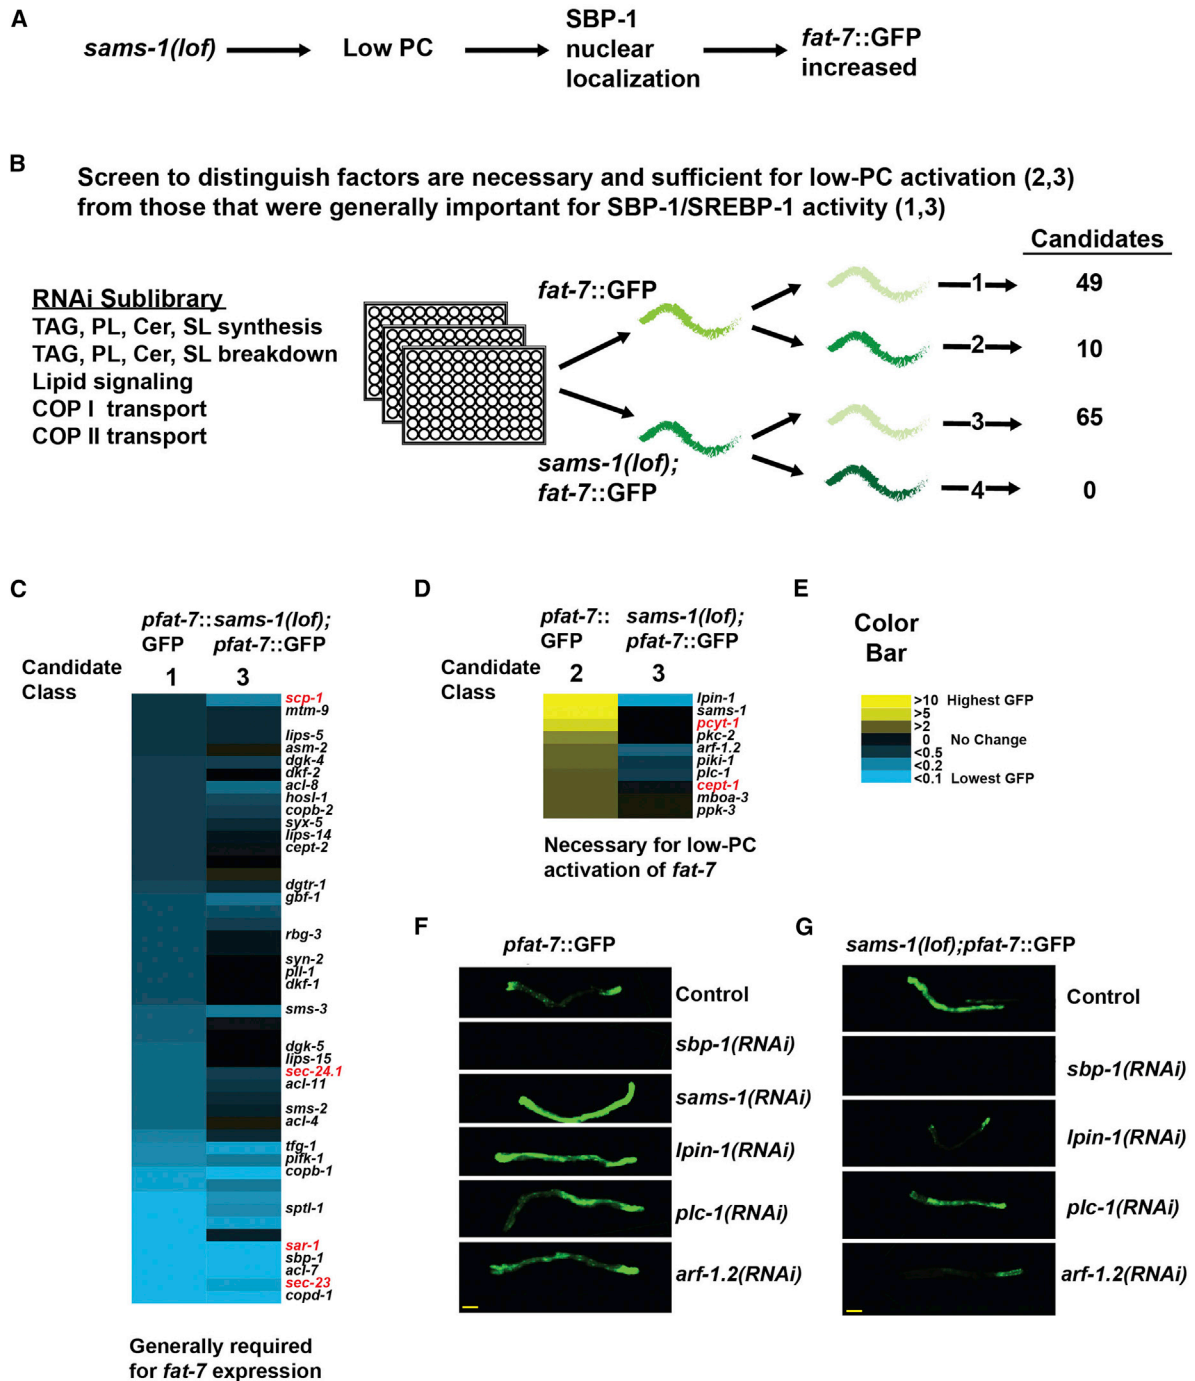 A
sams-1(lof)
Low PC
SBP-1
nuclear
localization
fat-7::GFP
increased
B
Screen to distinguish factors are necessary and sufficient for low-PC activation (2,3)
from those that were generally important for SBP-1/SREBP-1 activity (1,3)
Candidates
RNAi Sublibrary
TAG, PL, Cer, SL synthesis
TAG, PL, Cer, SL breakdown
Lipid signaling
COP I transport
COP II transport
fat-7::GFP
sams-1(lof);
fat-7::GFP
1
49
2
10
3
65
4
0
C
pfat-7::
GFP
sams-1(lof);
pfat-7::GFP
Candidate
Class
1
3
scp-1
mtm-9
lips-5
asm-2
dgk-4
dkf-2
acl-8
hosl-1
copb-2
syx-5
lips-14
cept-2
dgtr-1
gbf-1
rbg-3
syn-2
pll-1
dkf-1
sms-3
dgk-5
lips-15
sec-24.1
acl-11
sms-2
acl-4
tfg-1
pifk-1
copb-1
sptl-1
sar-1
sbp-1
acl-7
sec-23
copd-1
Generally required
for fat-7 expression
D
pfat-7::
GFP
sams-1(lof);
pfat-7::GFP
Candidate
Class
2
3
lpin-1
sams-1
pcyt-1
pkc-2
arf-1.2
piki-1
plc-1
cept-1
mboa-3
ppk-3
Necessary for low-PC
activation of fat-7
E
Color
Bar
>10 Highest GFP
>5
>2
0 No Change
<0.5
<0.2
<0.1 Lowest GFP
F
pfat-7::GFP
Control
sbp-1(RNAi)
sams-1(RNAi)
lpin-1(RNAi)
plc-1(RNAi)
arf-1.2(RNAi)
G
sams-1(lof);pfat-7::GFP
Control
sbp-1(RNAi)
lpin-1(RNAi)
plc-1(RNAi)
arf-1.2(RNAi)